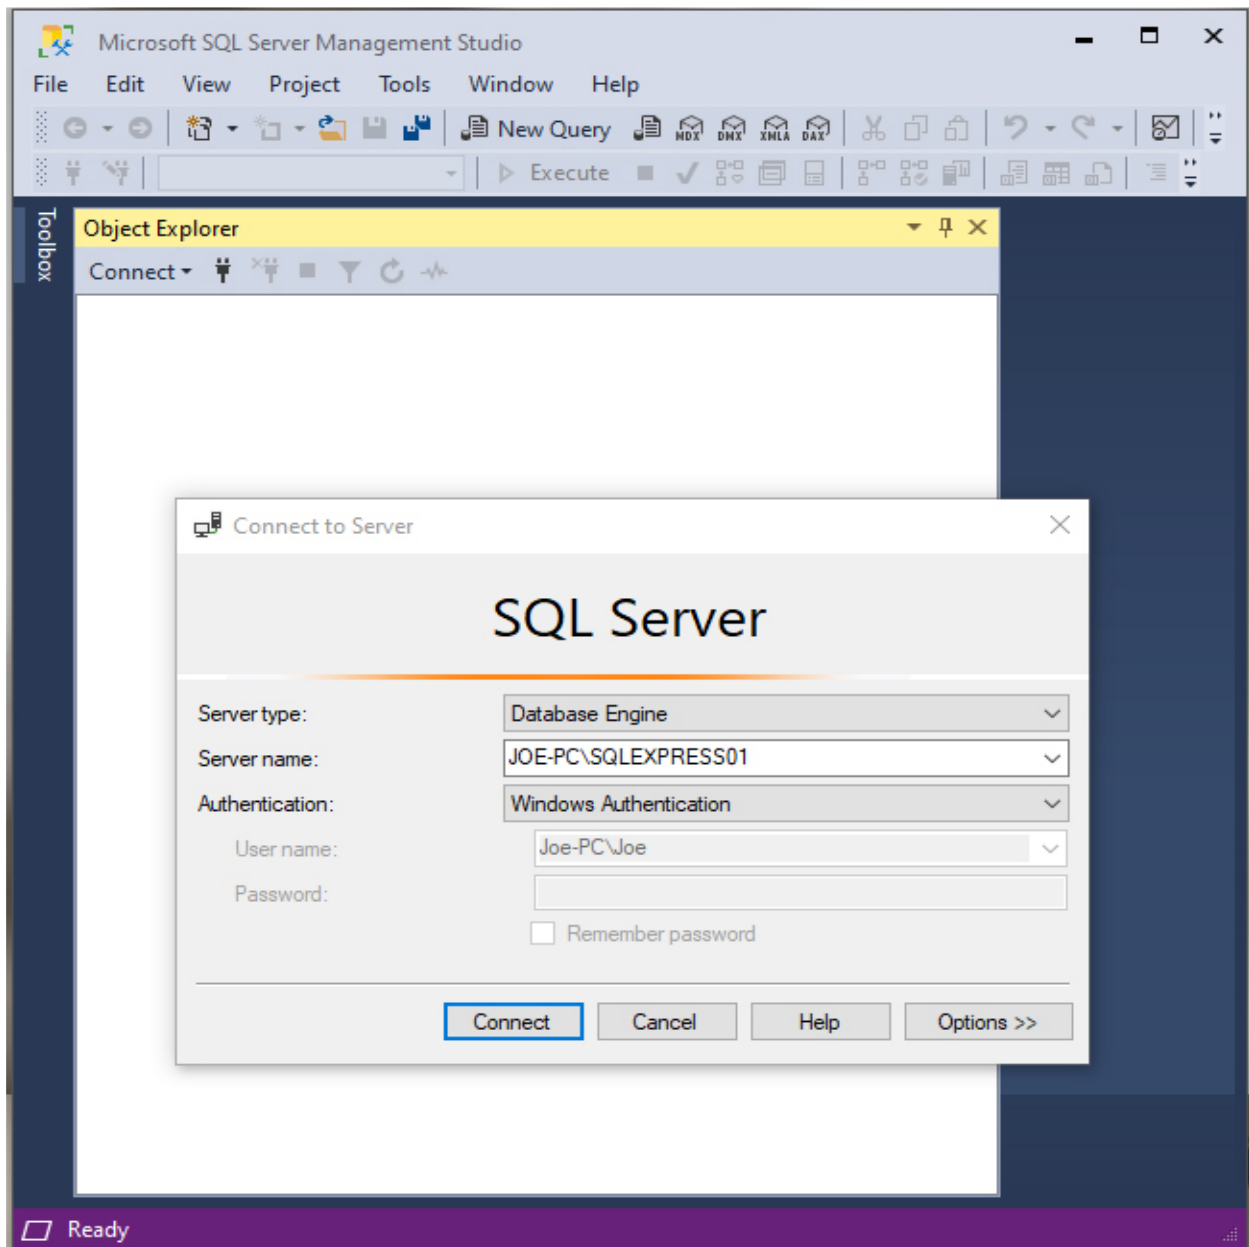 Microsoft SQL Server Management Studio
File Edit View Project Tools Window Help
New Query MDX DMX XMLA DAX
Execute
Toolbox
Object Explorer
Connect
Connect to Server
SQL Server
Server type: Database Engine
Server name: JOE-PC\SQLEXPRESS01
Authentication: Windows Authentication
User name: Joe-PC\Joe
Password:
Remember password
Connect Cancel Help Options >>
Ready